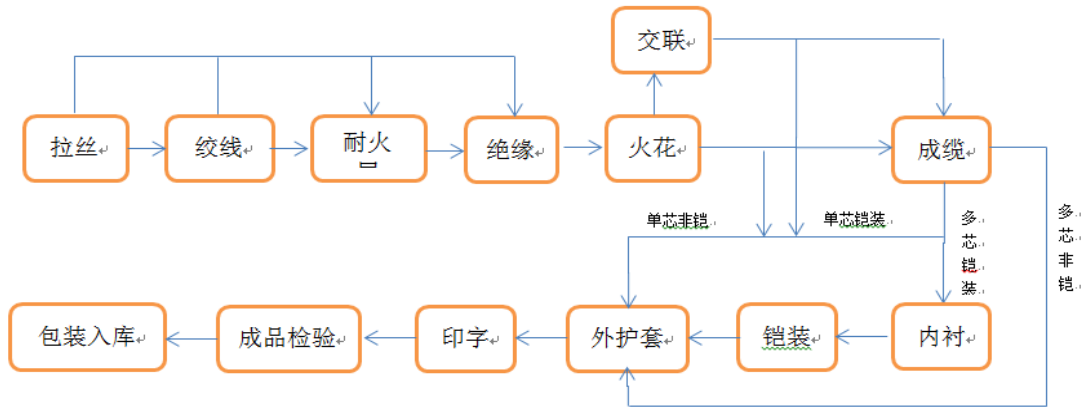 交联
拉丝
绞线
耐火
绝缘
火花
成缆
单芯非铠
单芯铠装
多
芯
铠
装
多
芯
非
铠
包装入库
成品检验
印字
外护套
铠装
内衬